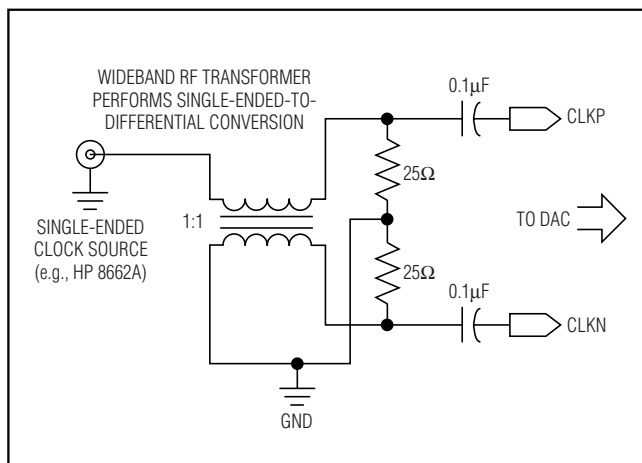 WIDEBAND RF TRANSFORMER
PERFORMS SINGLE-ENDED-TO-
DIFFERENTIAL CONVERSION
0.1μF
CLKP
25Ω
SINGLE-ENDED
CLOCK SOURCE
(e.g., HP 8662A)
1:1
TO DAC
25Ω
0.1μF
CLKN
GND